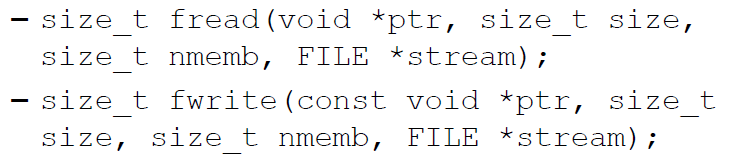 – size_t fread(void *ptr, size_t size,
size_t nmemb, FILE *stream);
– size_t fwrite(const void *ptr, size_t
size, size_t nmemb, FILE *stream);